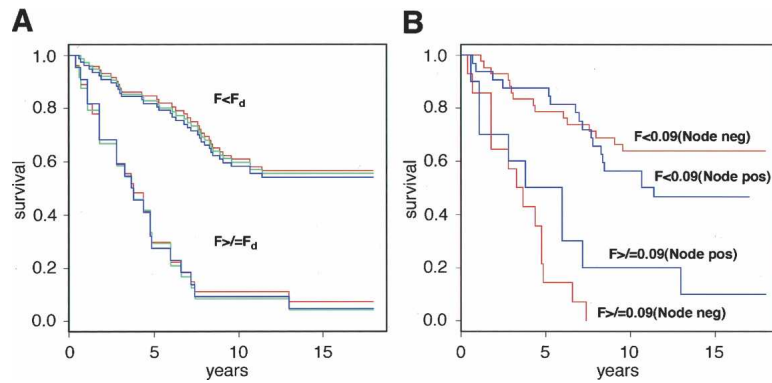 A
1.0
0.8
0.6
0.4
0.2
0.0
survival
F<Fd
F>/=Fd
0 5 10 15
years
B
1.0
0.8
0.6
0.4
0.2
0.0
survival
F<0.09(Node neg)
F<0.09(Node pos)
F>/=0.09(Node pos)
F>/=0.09(Node neg)
0 5 10 15
years